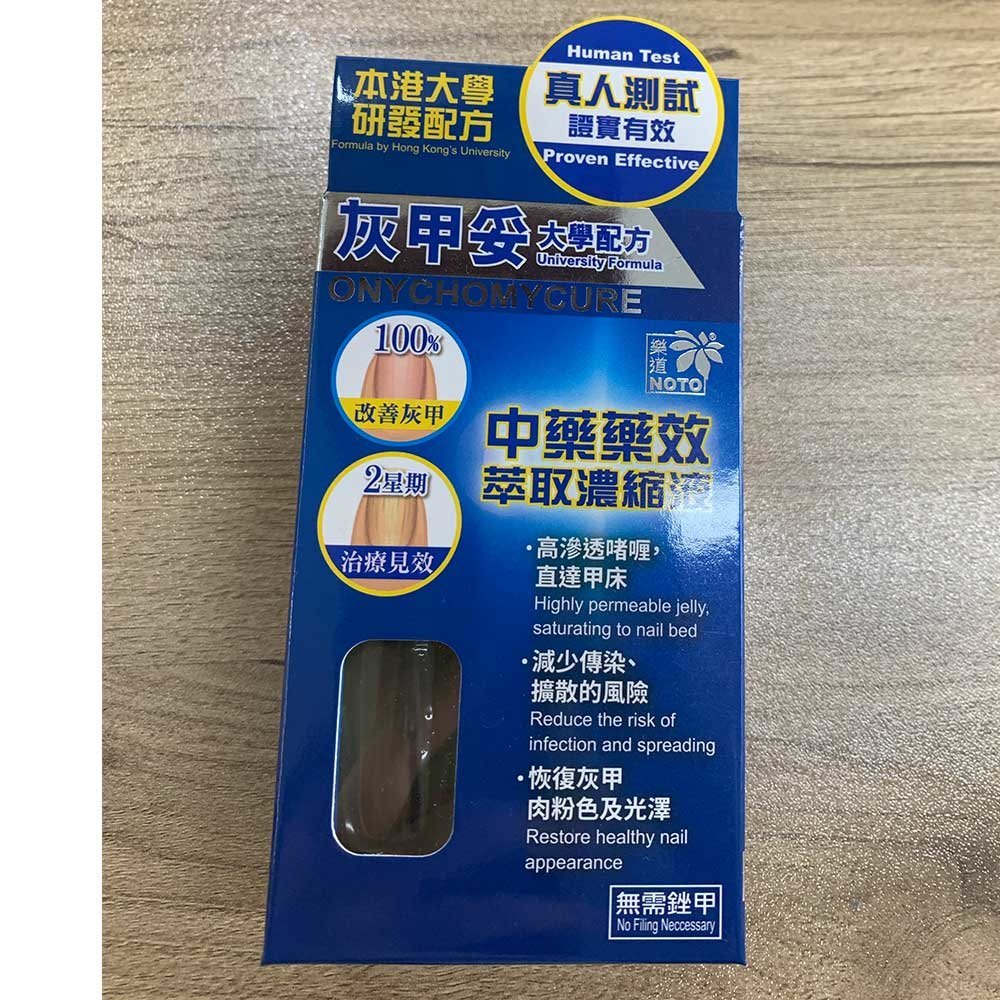 Human Test
真人測試
證實有效
Proven Effective
本港大學
研發配方
Formula by Hong Kong's University
灰甲妥
大學配方
University Formula
ONYCHOMYCURE
100%
改善灰甲
樂道
NOTO
®
2星期
治療見效
中藥藥效
萃取濃縮液
·高滲透啫喱，
直達甲床
Highly permeable jelly,
saturating to nail bed
·減少傳染、
擴散的風險
Reduce the risk of
infection and spreading
·恢復灰甲
肉粉色及光澤
Restore healthy nail
appearance
無需銼甲
No Filing Neccessary